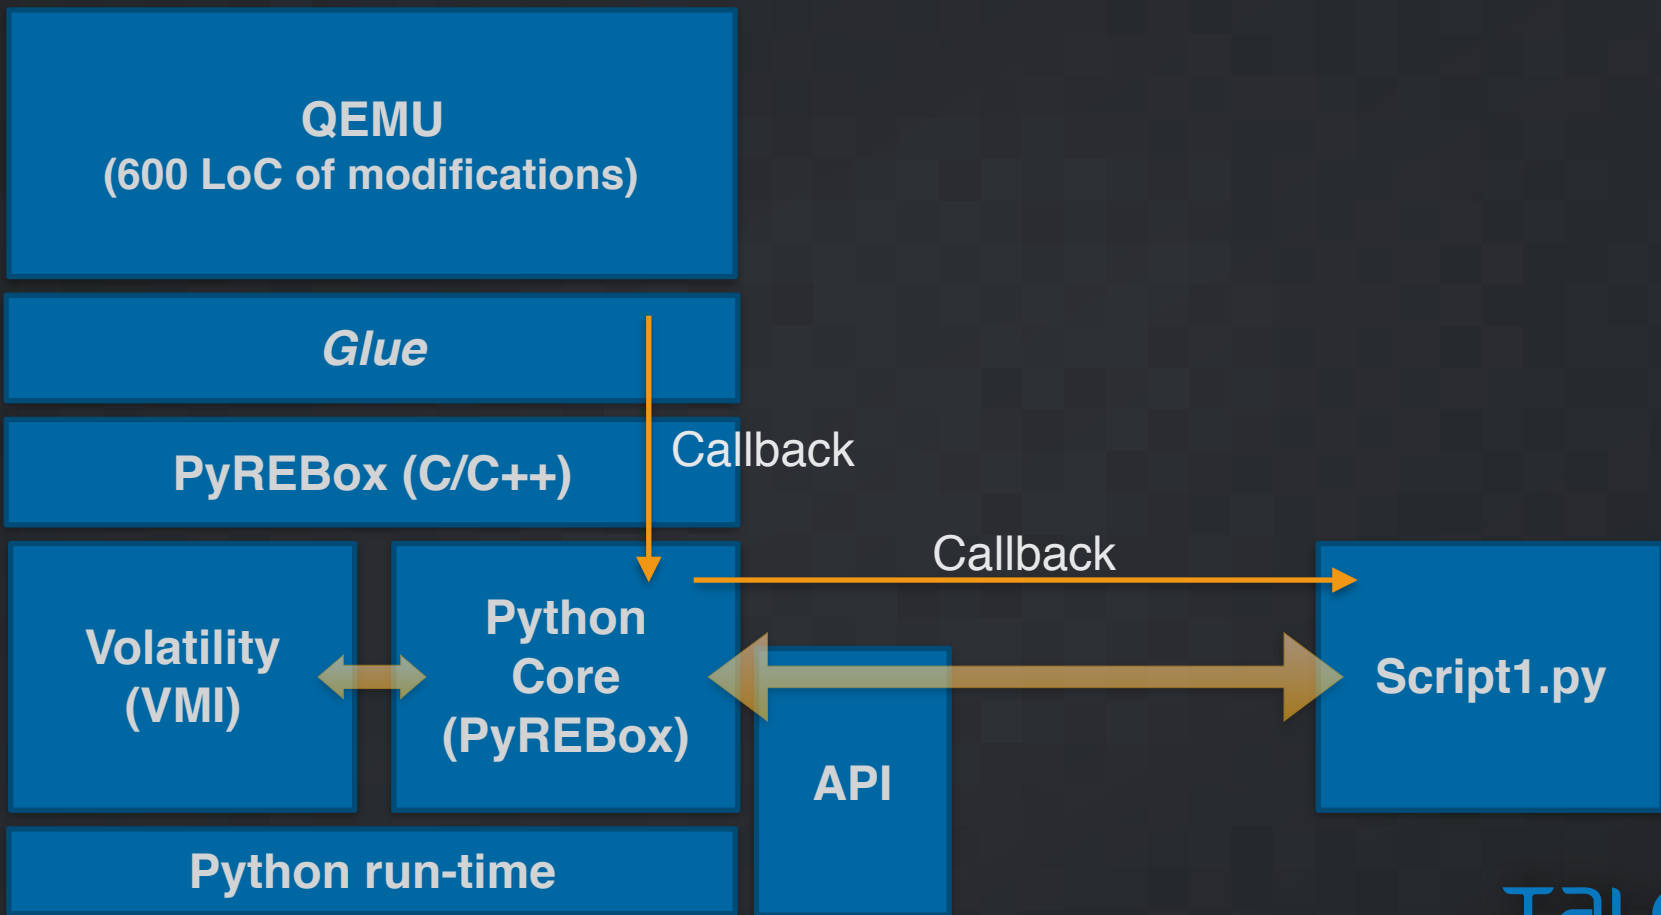 QEMU
(600 LoC of modifications)
Glue
PyREBox (C/C++)
Callback
Callback
Volatility
(VMI)
Python
Core
(PyREBox)
API
Script1.py
Python run-time